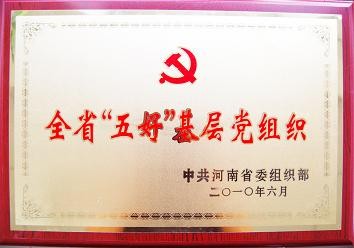 全省“五好”基层党组织
中共河南省委组织部
二〇一〇年六月